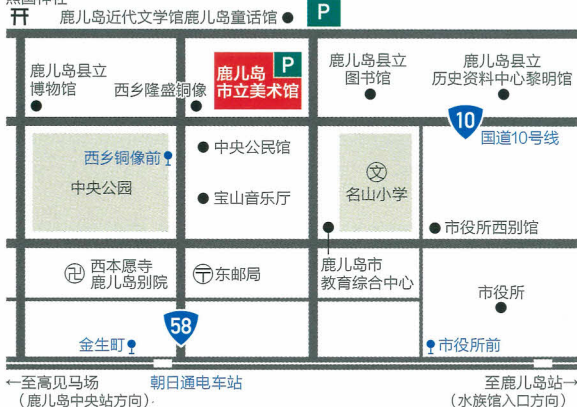 照国神社
鹿儿岛近代文学馆鹿儿岛童话馆
P
鹿儿岛县立
博物馆
西乡隆盛铜像
P
鹿儿岛
市立美术馆
鹿儿岛县立
图书馆
鹿儿岛县立
历史资料中心黎明馆
10
国道10号线
西乡铜像前
中央公园
中央公民馆
宝山音乐厅
文
名山小学
市役所西别馆
卍
西本愿寺
鹿儿岛别院
〒
东邮局
鹿儿岛市
教育综合中心
市役所
58
金生町
市役所前
←至高见马场
(鹿儿岛中央站方向)
朝日通电车站
至鹿儿岛站→
(水族馆入口方向)